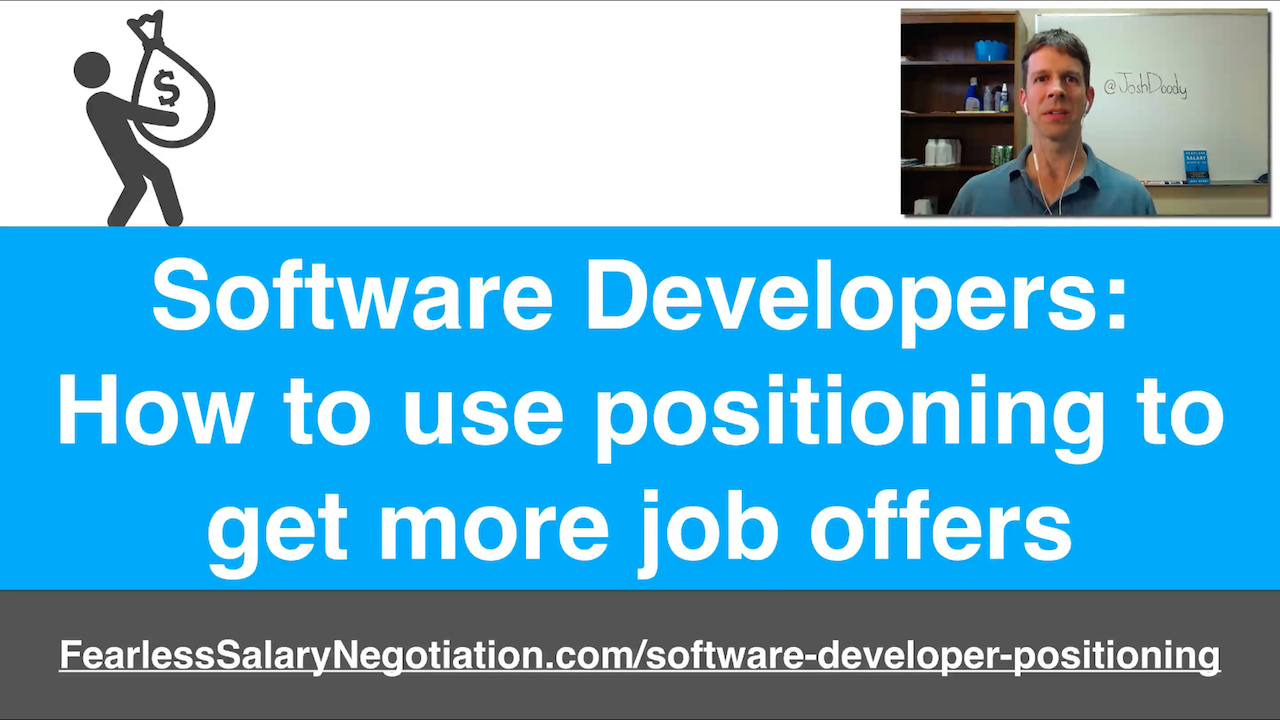 $
@JoshDoody
FEARLESS
SALARY
Software Developers:
How to use positioning to
get more job offers
FearlessSalaryNegotiation.com/software-developer-positioning